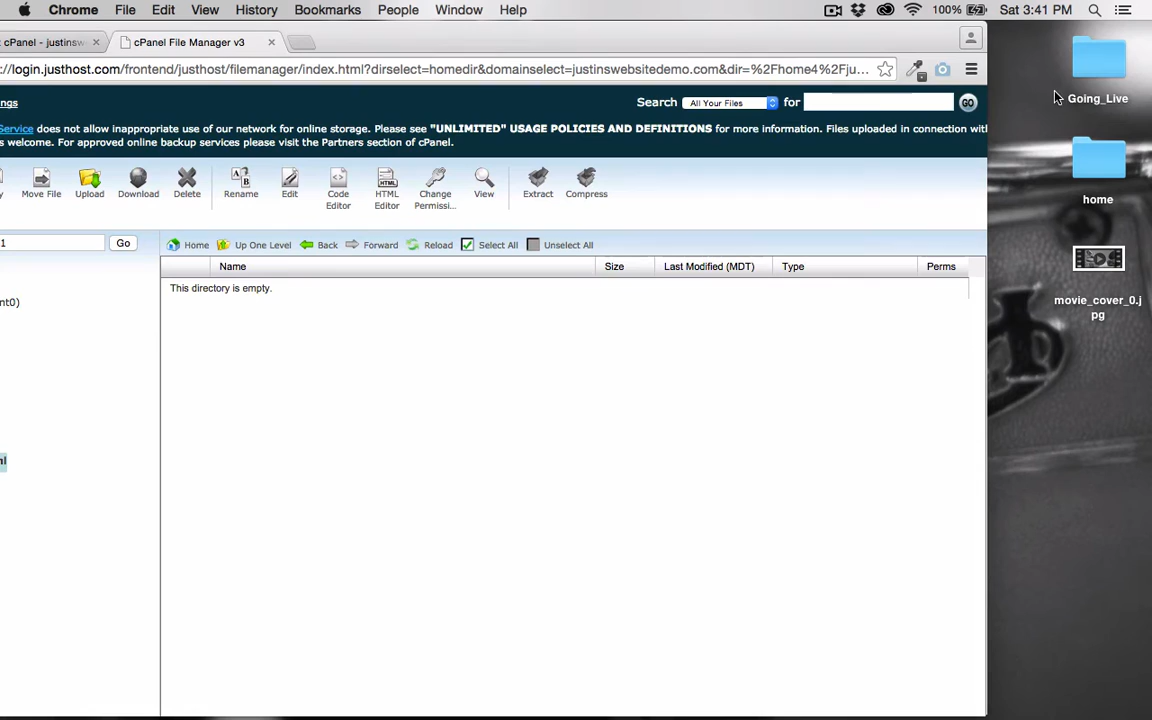 Chrome File Edit View History Bookmarks People Window Help 100% Sat 3:41 PM
cPanel - justinsw cPanel File Manager v3
://login.justhost.com/frontend/justhost/filemanager/index.html?dirselect=homedir&domainselect=justinswebsitedemo.com&dir=%2Fhome4%2Fju...
Going_Live
ngs
Search All Your Files for GO
Service does not allow inappropriate use of our network for online storage. Please see "UNLIMITED" USAGE POLICIES AND DEFINITIONS for more information. Files uploaded in connection with
s welcome. For approved online backup services please visit the Partners section of cPanel.
y Move File Upload Download Delete Rename Edit Code Editor HTML Editor Change Permissi... View Extract Compress
home
1 Go
Home Up One Level Back Forward Reload Select All Unselect All
Name Size Last Modified (MDT) Type Perms
This directory is empty.
movie_cover_0.j
pg
nt0)
ml